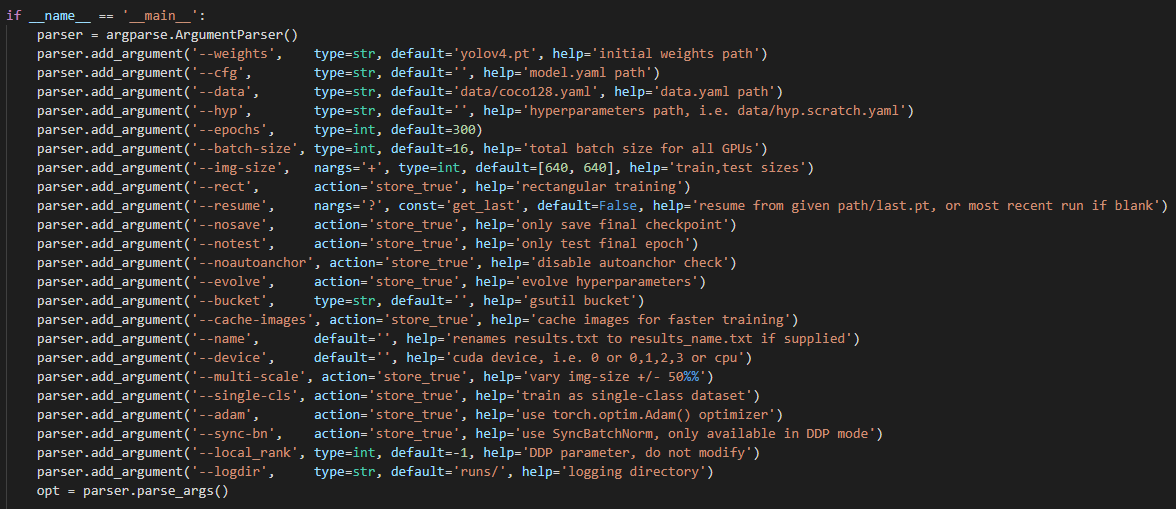 if __name__ == '__main__':
    parser = argparse.ArgumentParser()
    parser.add_argument('--weights',    type=str, default='yolov4.pt', help='initial weights path')
    parser.add_argument('--cfg',        type=str, default='', help='model.yaml path')
    parser.add_argument('--data',       type=str, default='data/coco128.yaml', help='data.yaml path')
    parser.add_argument('--hyp',        type=str, default='', help='hyperparameters path, i.e. data/hyp.scratch.yaml')
    parser.add_argument('--epochs',     type=int, default=300)
    parser.add_argument('--batch-size', type=int, default=16, help='total batch size for all GPUs')
    parser.add_argument('--img-size',   nargs='+', type=int, default=[640, 640], help='train,test sizes')
    parser.add_argument('--rect',       action='store_true', help='rectangular training')
    parser.add_argument('--resume',     nargs='?', const='get_last', default=False, help='resume from given path/last.pt, or most recent run if blank')
    parser.add_argument('--nosave',     action='store_true', help='only save final checkpoint')
    parser.add_argument('--notest',     action='store_true', help='only test final epoch')
    parser.add_argument('--noautoanchor', action='store_true', help='disable autoanchor check')
    parser.add_argument('--evolve',     action='store_true', help='evolve hyperparameters')
    parser.add_argument('--bucket',     type=str, default='', help='gsutil bucket')
    parser.add_argument('--cache-images', action='store_true', help='cache images for faster training')
    parser.add_argument('--name',       default='', help='renames results.txt to results_name.txt if supplied')
    parser.add_argument('--device',     default='', help='cuda device, i.e. 0 or 0,1,2,3 or cpu')
    parser.add_argument('--multi-scale', action='store_true', help='vary img-size +/- 50%%')
    parser.add_argument('--single-cls', action='store_true', help='train as single-class dataset')
    parser.add_argument('--adam',       action='store_true', help='use torch.optim.Adam() optimizer')
    parser.add_argument('--sync-bn',    action='store_true', help='use SyncBatchNorm, only available in DDP mode')
    parser.add_argument('--local_rank', type=int, default=-1, help='DDP parameter, do not modify')
    parser.add_argument('--logdir',     type=str, default='runs/', help='logging directory')
    opt = parser.parse_args()